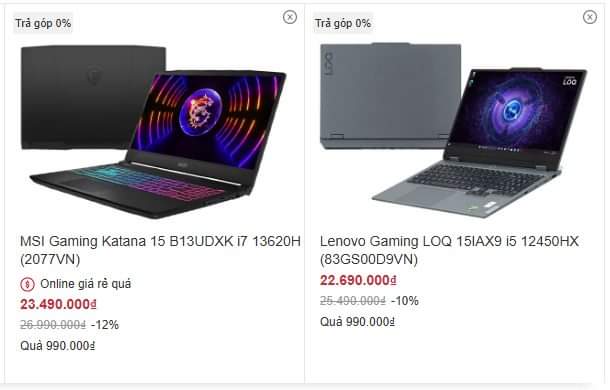 Trả góp 0%
MSI Gaming Katana 15 B13UDXK i7 13620H
(2077VN)
Online giá rẻ quá
23.490.000₫
26.990.000₫ -12%
Quà 990.000₫
Trả góp 0%
LOQ
LOQ
Lenovo Gaming LOQ 15IAX9 i5 12450HX
(83GS00D9VN)
22.690.000₫
25.490.000₫ -10%
Quà 990.000₫